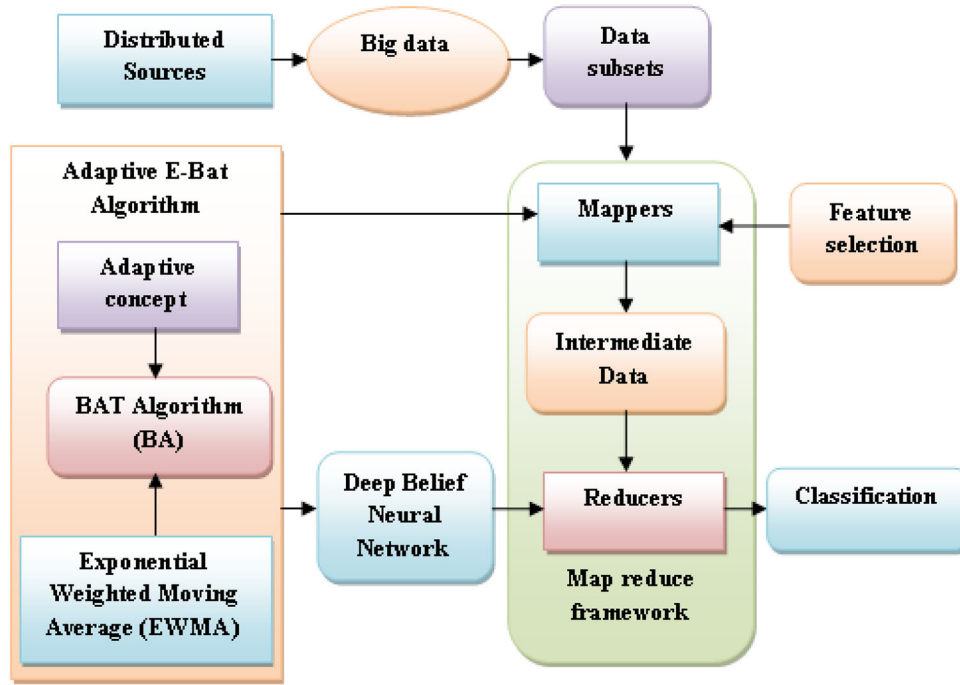 Distributed
Sources
Big data
Data
subsets
Adaptive E-Bat
Algorithm
Adaptive
concept
BAT Algorithm
(BA)
Exponential
Weighted Moving
Average (EWMA)
Deep Belief
Neural
Network
Mappers
Feature
selection
Intermediate
Data
Reducers
Classification
Map reduce
framework